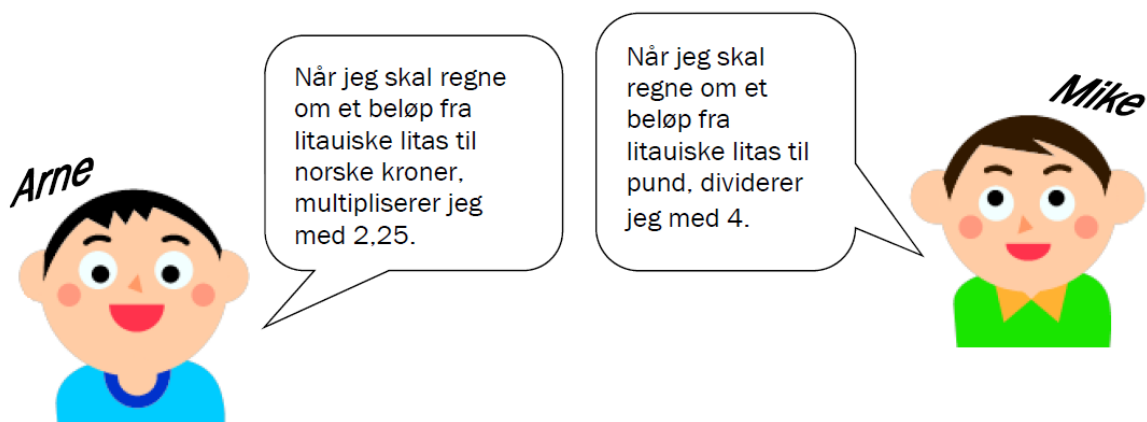 Arne
Når jeg skal regne
om et beløp fra
litauiske litas til
norske kroner,
multipliserer jeg
med 2,25.
Når jeg skal
regne om et
beløp fra
litauiske litas til
pund, dividerer
jeg med 4.
Mike